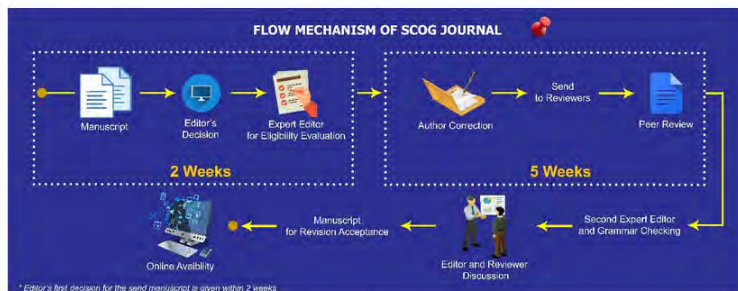 FLOW MECHANISM OF SCOG JOURNAL
Manuscript
Editor's
Decision
Expert Editor
for Eligibility Evaluation
2 Weeks
Author Correction
Send
to Reviewers
Peer Review
5 Weeks
Second Expert Editor
and Grammar Checking
Editor and Reviewer
Discussion
Manuscript
for Revision Acceptance
Online Avaibility
* Editor's first decision for the send manuscript is given within 2 weeks